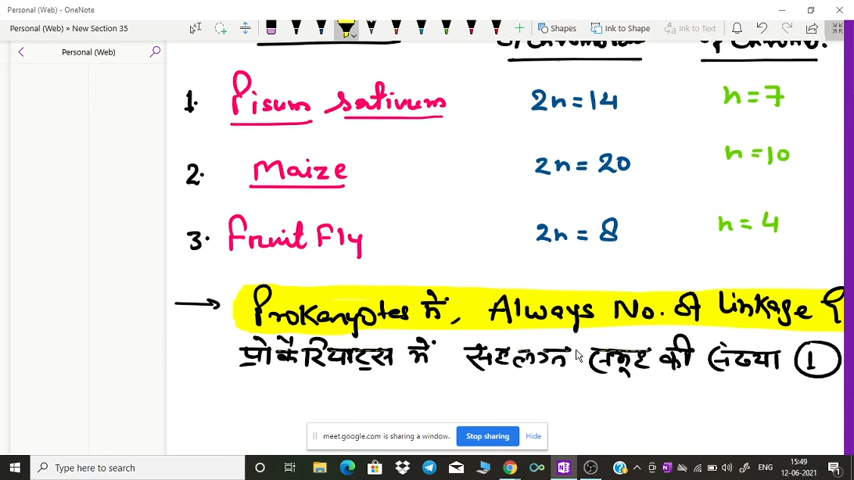 Personal (Web) - OneNote
Personal (Web) » New Section 35
Shapes Ink to Shape Ink to Text
Personal (Web)
1. Pisum sativum 2n = 14 n = 7
2. Maize 2n = 20 n = 10
3. Fruit Fly 2n = 8 n = 4
→ Prokaryotes में, Always No. of linkage
प्रोकैरियोट्स में सहलग्न समूह की संख्या 1
meet.google.com is sharing a window. Stop sharing Hide
Type here to search
ENG 15:49
12-06-2021